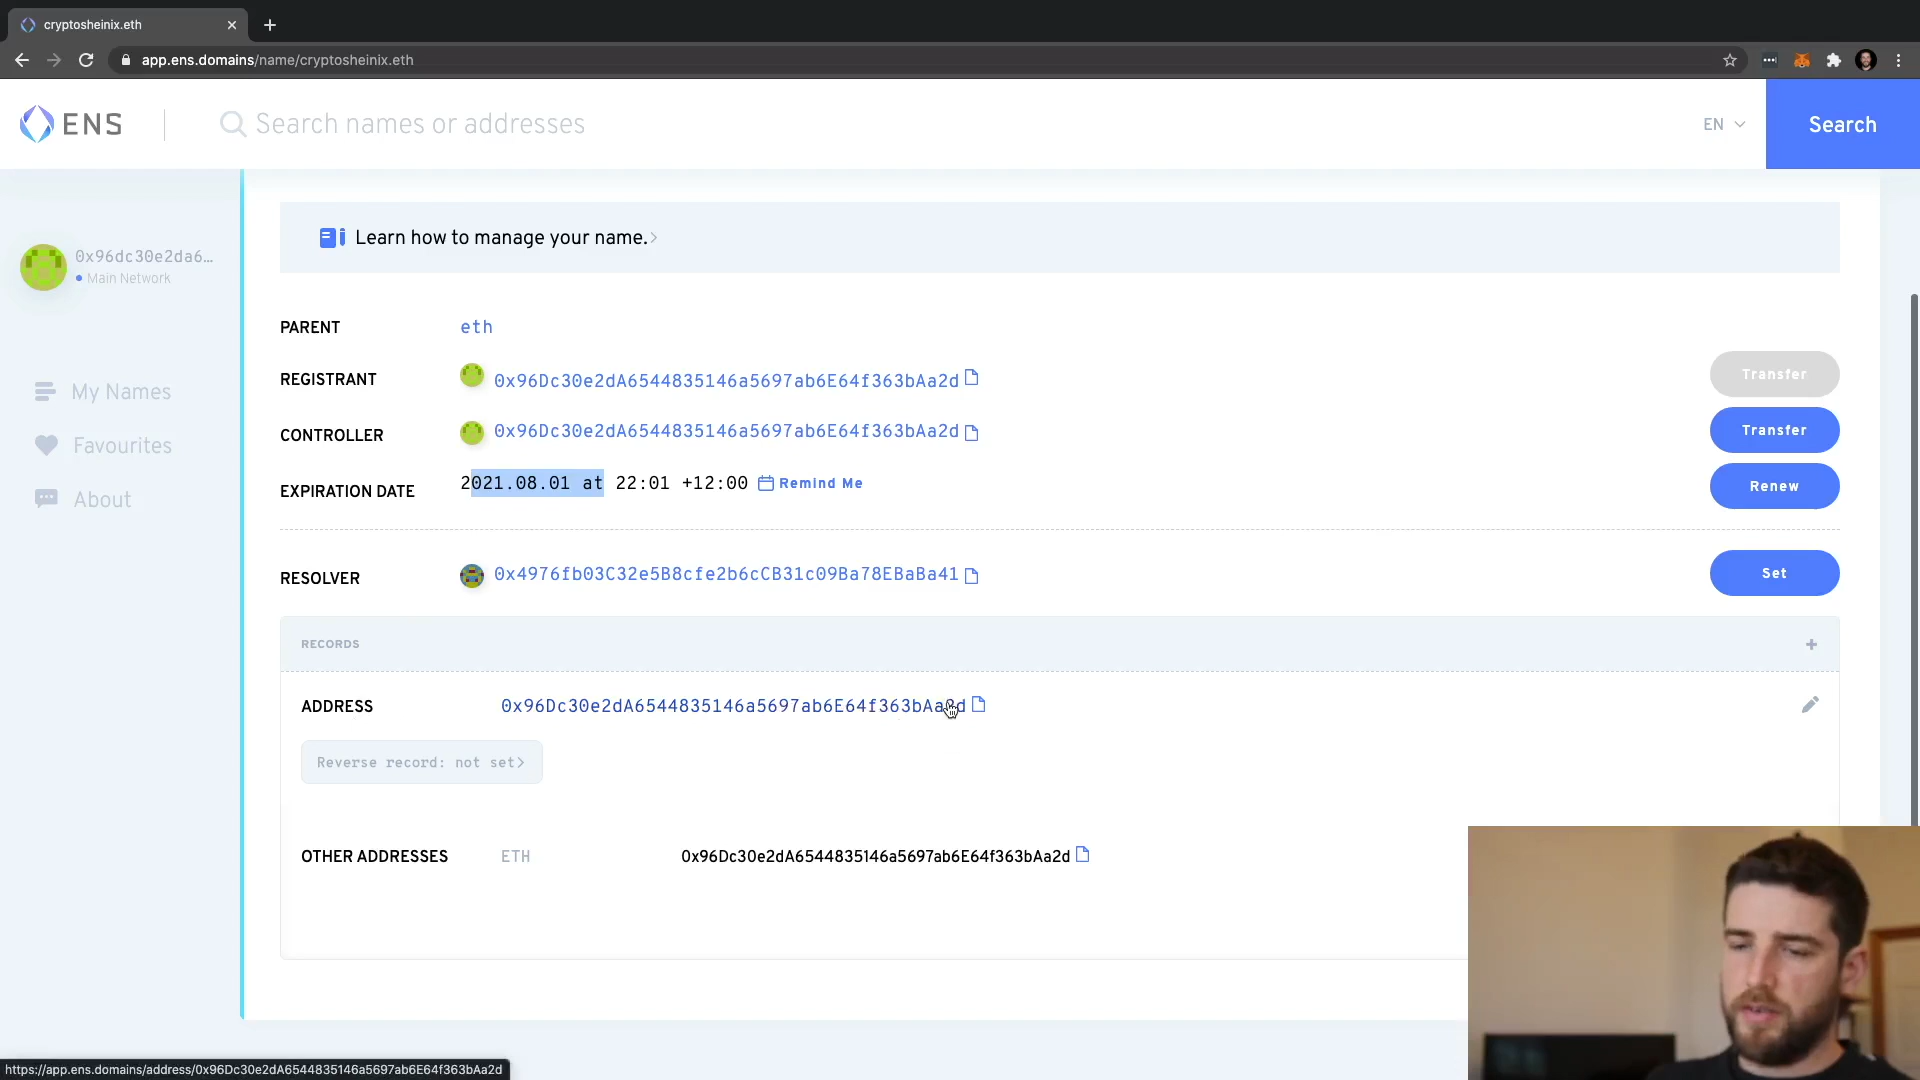 cryptosheinix.eth
app.ens.domains/name/cryptosheinix.eth
ENS
Search names or addresses
EN
Search
Learn how to manage your name.
0x96dc30e2da6...
Main Network
My Names
Favourites
About
PARENT
eth
REGISTRANT
0x96Dc30e2dA6544835146a5697ab6E64f363bAa2d
Transfer
CONTROLLER
0x96Dc30e2dA6544835146a5697ab6E64f363bAa2d
Transfer
EXPIRATION DATE
2021.08.01 at 22:01 +12:00
Remind Me
Renew
RESOLVER
0x4976fb03C32e5B8cfe2b6cCB31c09Ba78EBaBa41
Set
RECORDS
ADDRESS
0x96Dc30e2dA6544835146a5697ab6E64f363bAa2d
Reverse record: not set
OTHER ADDRESSES
ETH
0x96Dc30e2dA6544835146a5697ab6E64f363bAa2d
https://app.ens.domains/address/0x96Dc30e2dA6544835146a5697ab6E64f363bAa2d